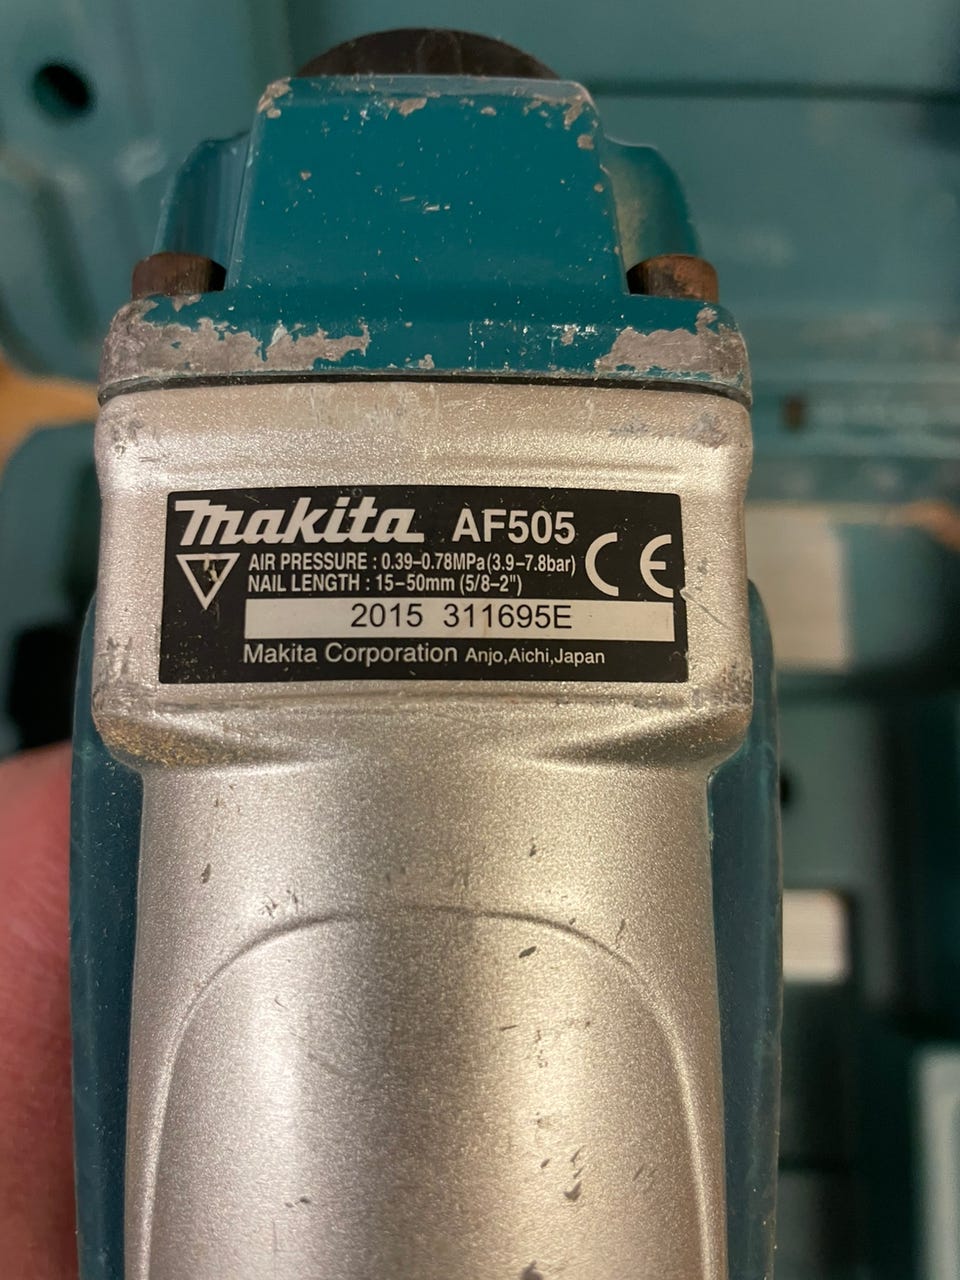 makita AF505
AIR PRESSURE : 0.39–0.78MPa(3.9–7.8bar)
NAIL LENGTH : 15–50mm (5/8–2")
CE
2015 311695E
Makita Corporation Anjo,Aichi,Japan